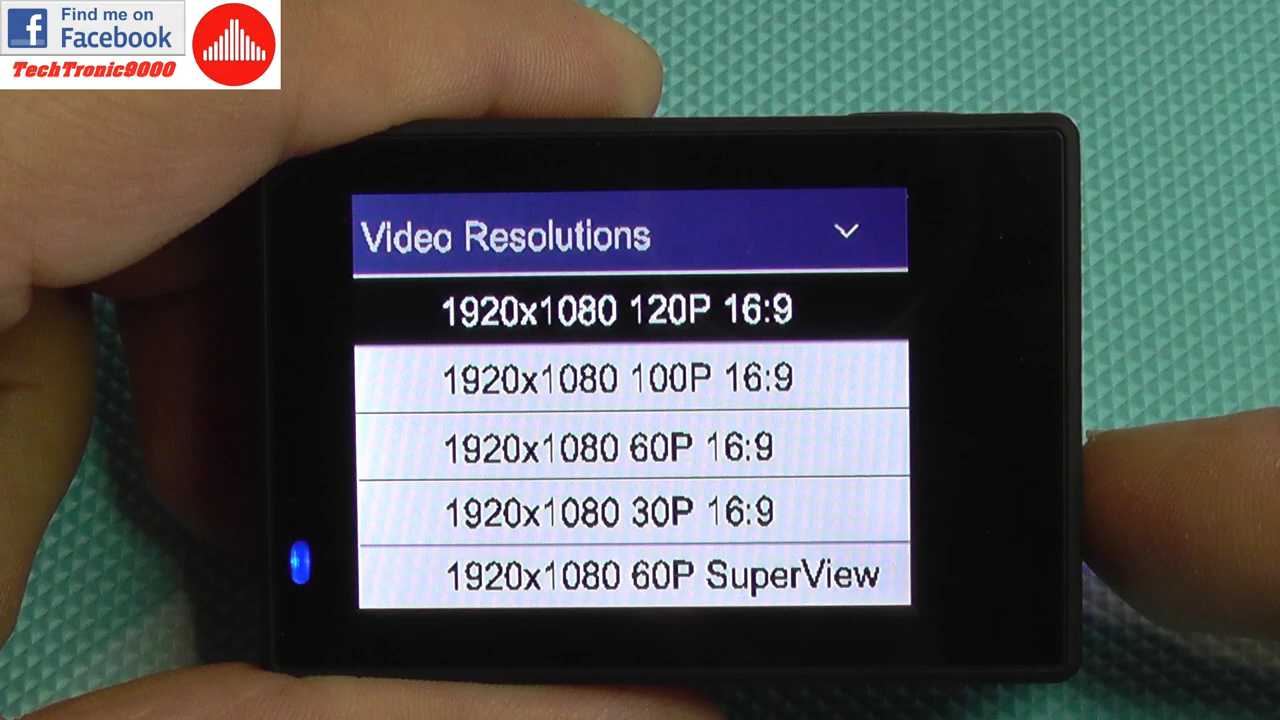 Find me on
Facebook
TechTronic9000
Video Resolutions
1920x1080 120P 16:9
1920x1080 100P 16:9
1920x1080 60P 16:9
1920x1080 30P 16:9
1920x1080 60P SuperView